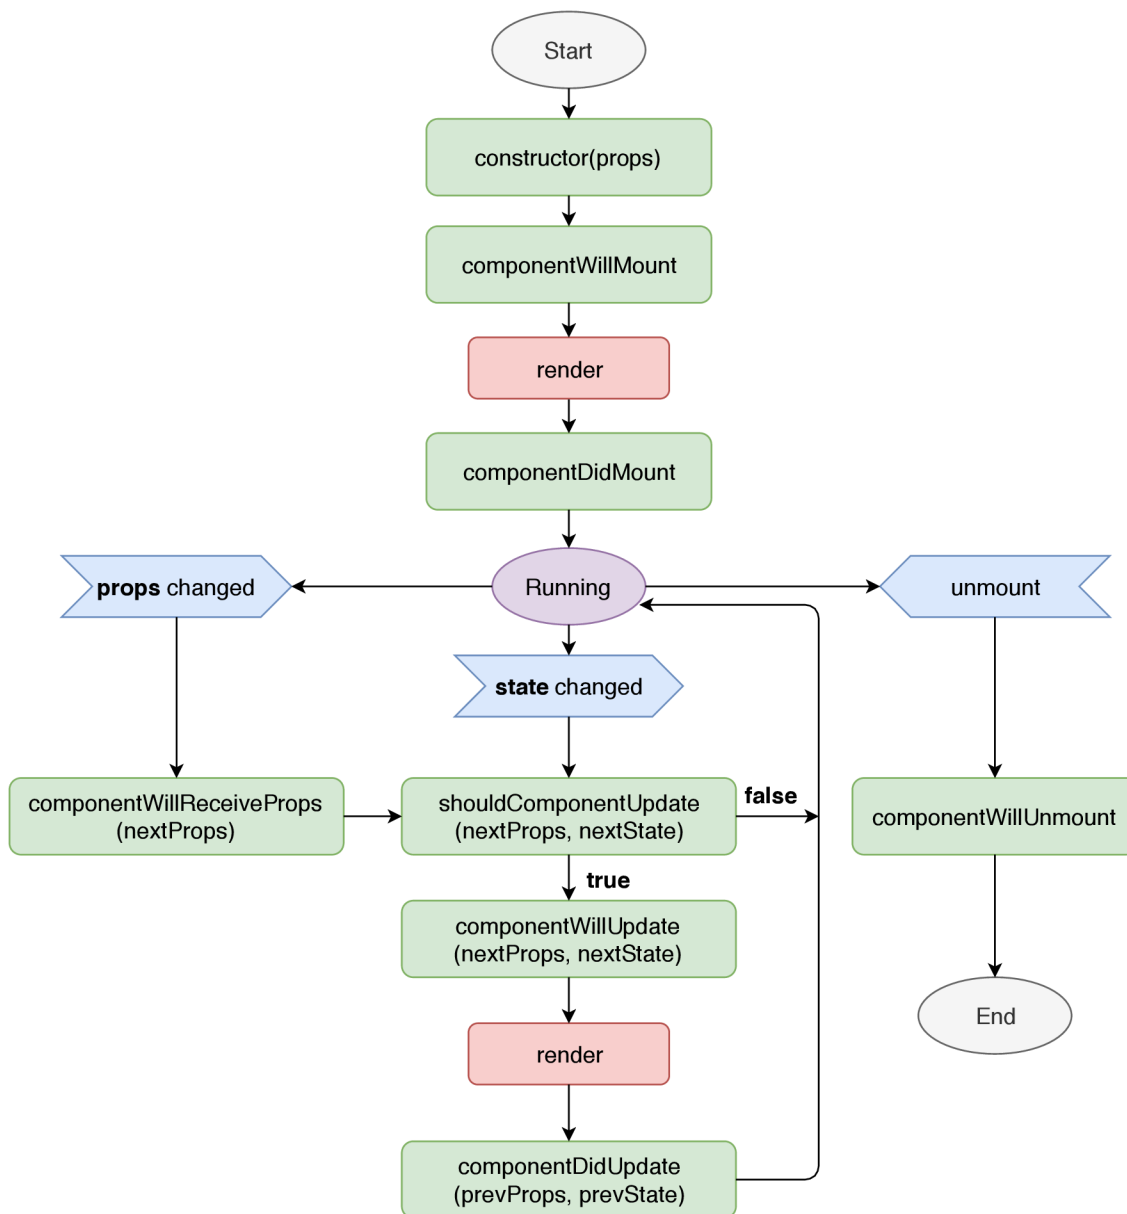 Start
constructor(props)
componentWillMount
render
componentDidMount
props changed
Running
unmount
state changed
componentWillReceiveProps
(nextProps)
shouldComponentUpdate
(nextProps, nextState)
false
componentWillUnmount
true
componentWillUpdate
(nextProps, nextState)
End
render
componentDidUpdate
(prevProps, prevState)